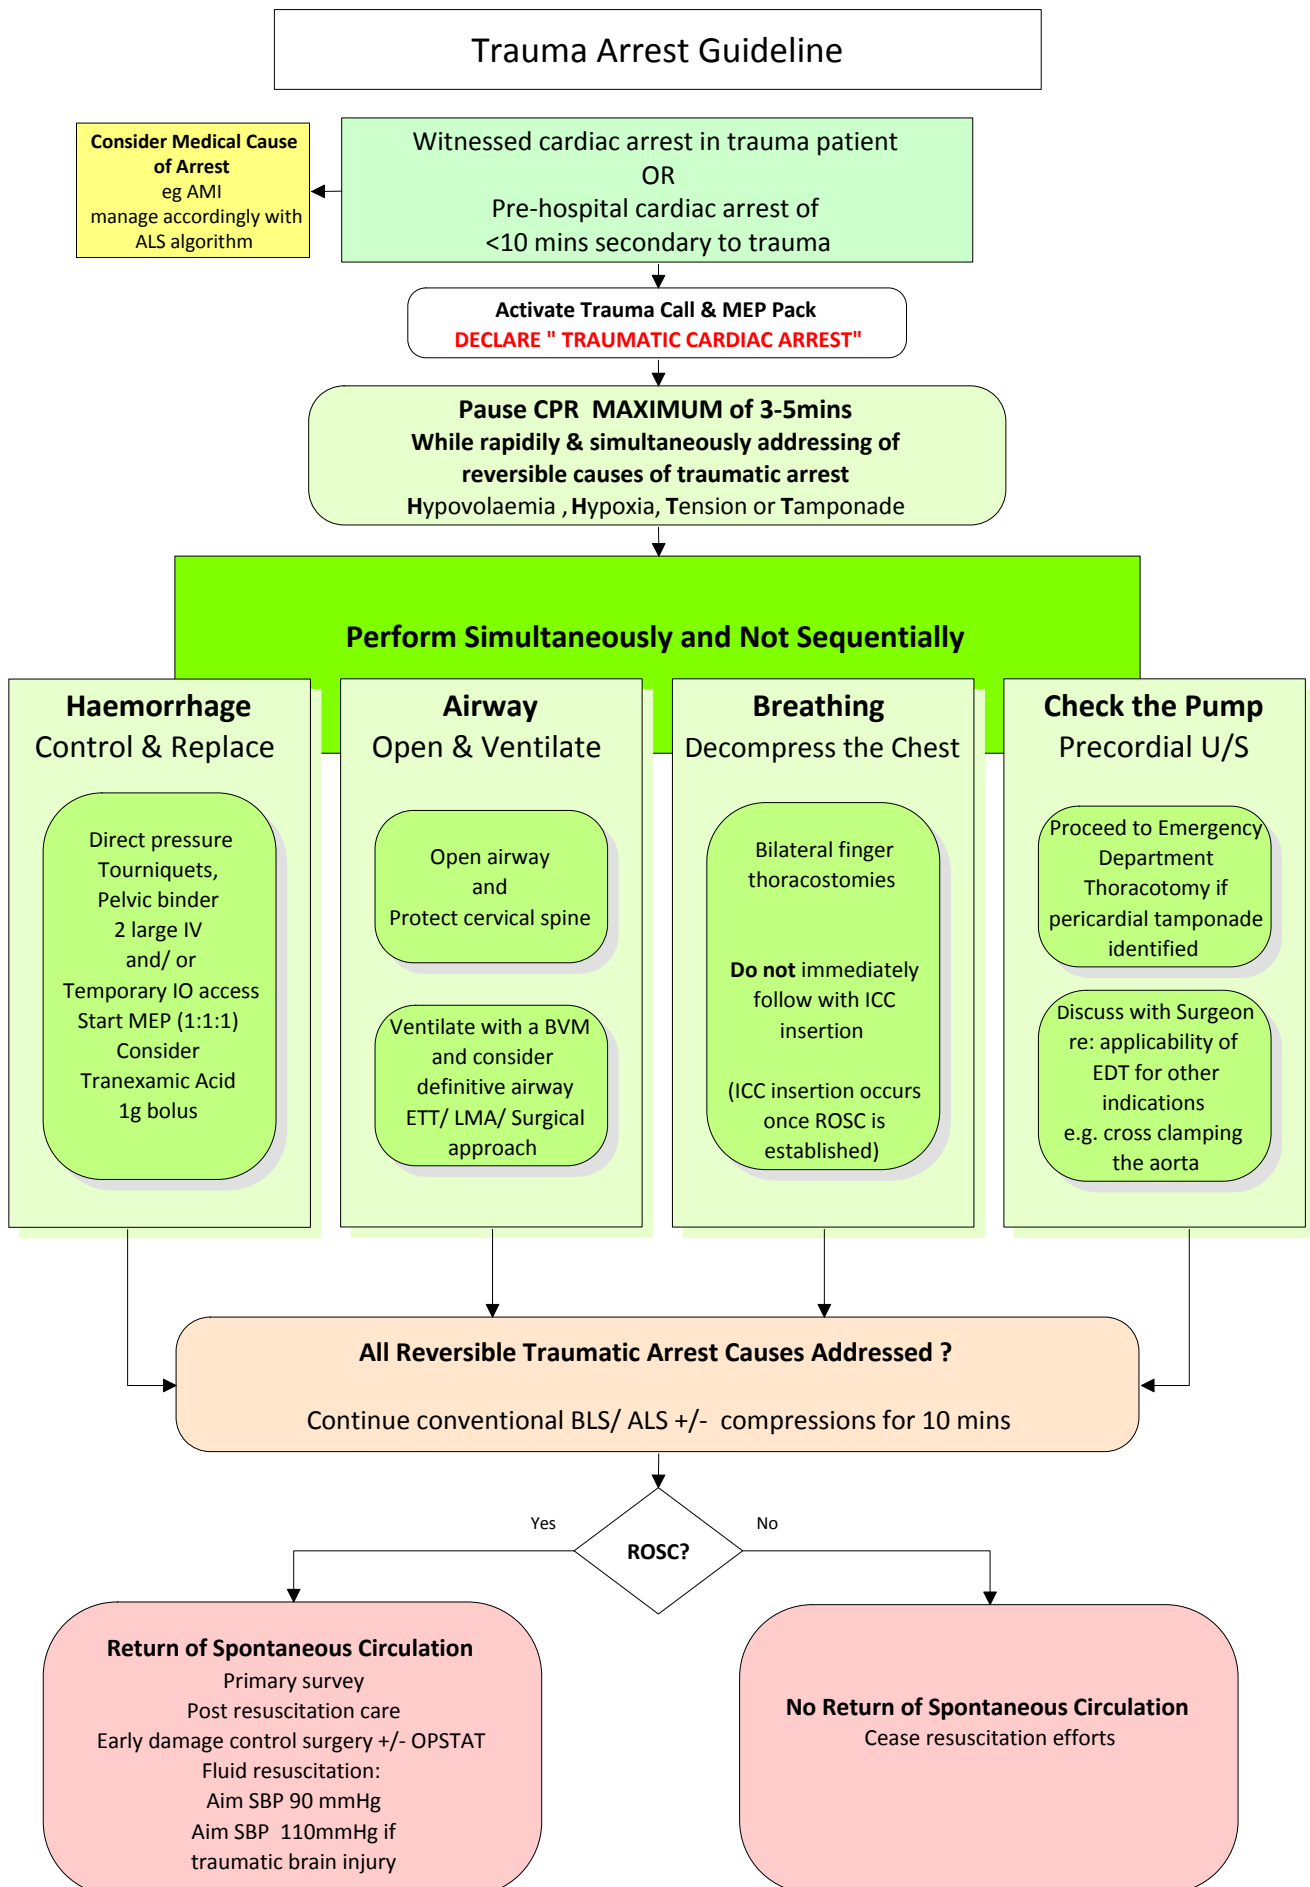 Trauma Arrest Guideline
Consider Medical Cause
of Arrest
eg AMI
manage accordingly with
ALS algorithm
Witnessed cardiac arrest in trauma patient
OR
Pre-hospital cardiac arrest of
<10 mins secondary to trauma
Activate Trauma Call & MEP Pack
DECLARE " TRAUMATIC CARDIAC ARREST"
Pause CPR  MAXIMUM of 3-5mins
While rapidily & simultaneously addressing of
reversible causes of traumatic arrest
Hypovolaemia , Hypoxia, Tension or Tamponade
Perform Simultaneously and Not Sequentially
Haemorrhage
Control & Replace
Direct pressure
Tourniquets,
Pelvic binder
2 large IV
and/ or
Temporary IO access
Start MEP (1:1:1)
Consider
Tranexamic Acid
1g bolus
Airway
Open & Ventilate
Open airway
and
Protect cervical spine
Ventilate with a BVM
and consider
definitive airway
ETT/ LMA/ Surgical
approach
Breathing
Decompress the Chest
Bilateral finger
thoracostomies
Do not immediately
follow with ICC
insertion
(ICC insertion occurs
once ROSC is
established)
Check the Pump
Precordial U/S
Proceed to Emergency
Department
Thoracotomy if
pericardial tamponade
identified
Discuss with Surgeon
re: applicability of
EDT for other
indications
e.g. cross clamping
the aorta
All Reversible Traumatic Arrest Causes Addressed ?
Continue conventional BLS/ ALS +/-  compressions for 10 mins
Yes
No
ROSC?
Return of Spontaneous Circulation
Primary survey
Post resuscitation care
Early damage control surgery +/- OPSTAT
Fluid resuscitation:
Aim SBP 90 mmHg
Aim SBP  110mmHg if
traumatic brain injury
No Return of Spontaneous Circulation
Cease resuscitation efforts